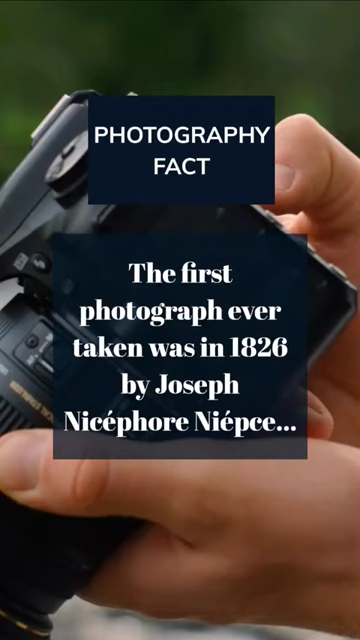 PHOTOGRAPHY
FACT
The first
photograph ever
taken was in 1826
by Joseph
Nicéphore Niépce...